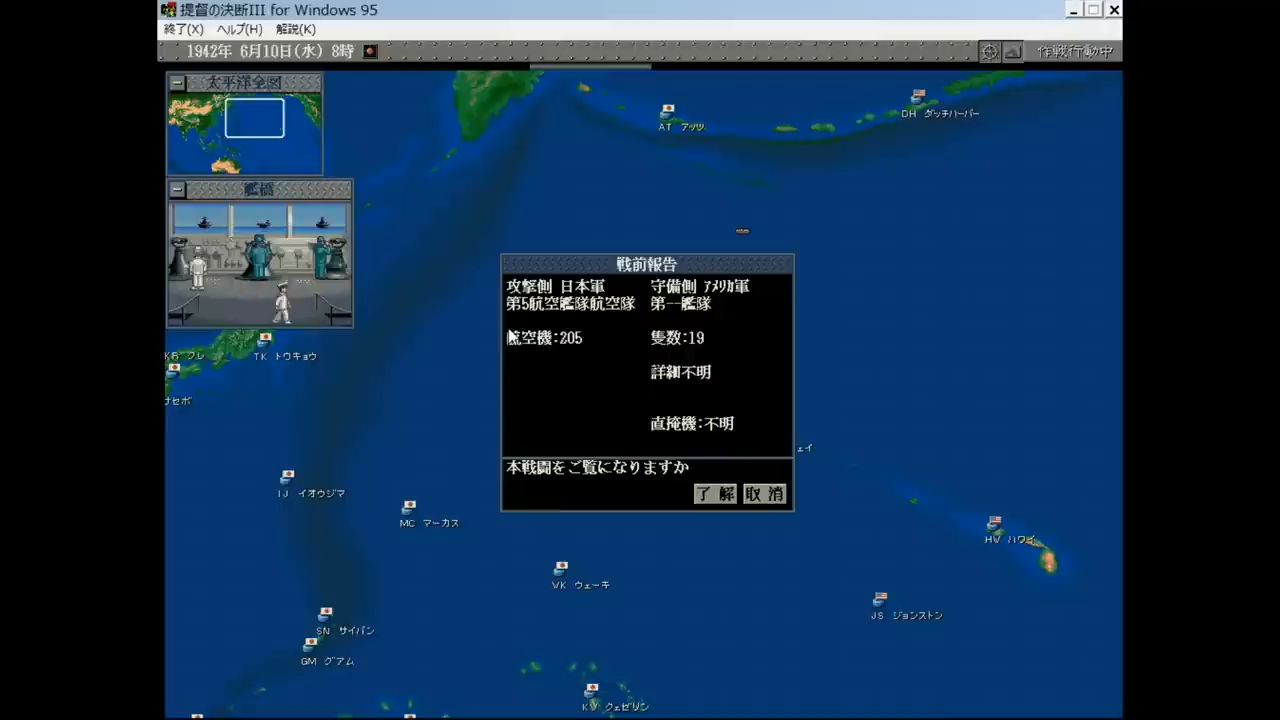 提督の決断III for Windows 95
終了(X) ヘルプ(H) 解説(K)
1942年 6月10日(水) 8時
作戦行動中
太平洋全図
艦橋
AT アッツ
DH ダッチハーバー
戦前報告
攻撃側 日本軍
守備側 アメリカ軍
第5航空艦隊航空隊
第一艦隊
航空機:205
隻数:19
詳細不明
直掩機:不明
本戦闘をご覧になりますか
了解 取消
KR クレ
TK トウキョウ
サセボ
IJ イオウジマ
MC マーカス
WK ウェーキ
HW ハワイ
JS ジョンストン
SN サイパン
GM グアム
KW クェゼリン
ェイ